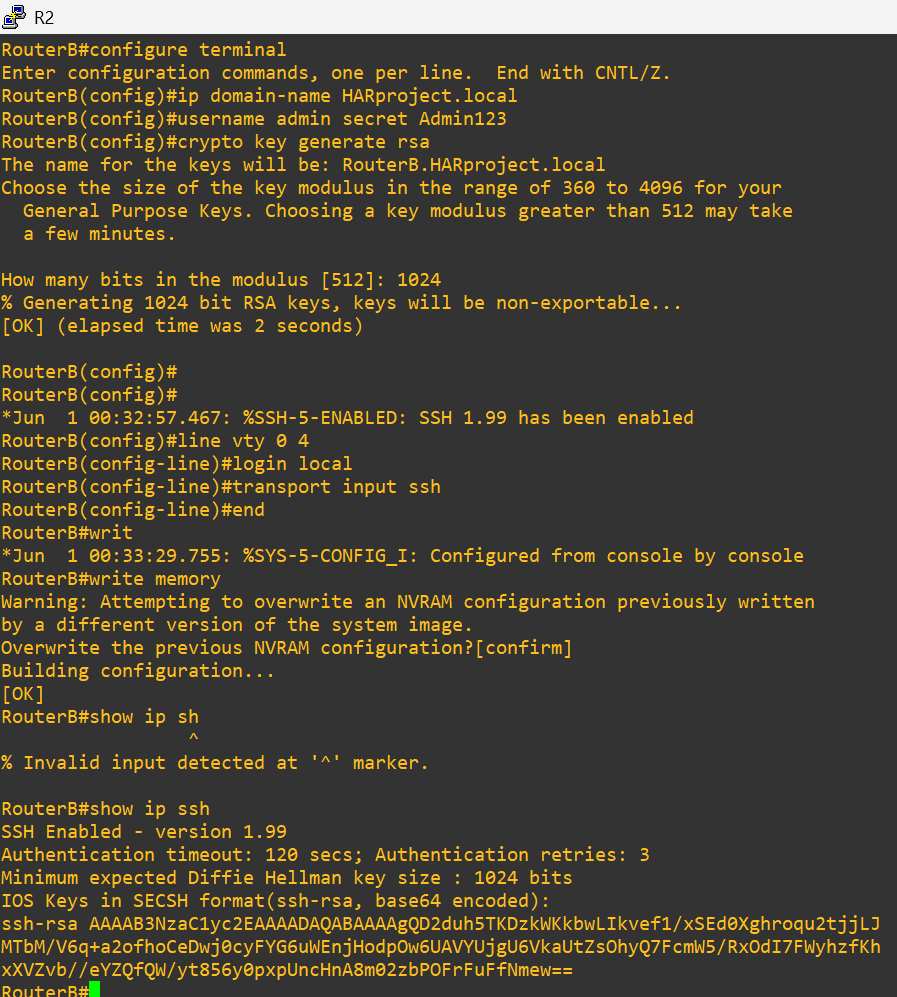 R2
RouterB#configure terminal
Enter configuration commands, one per line.  End with CNTL/Z.
RouterB(config)#ip domain-name HARproject.local
RouterB(config)#username admin secret Admin123
RouterB(config)#crypto key generate rsa
The name for the keys will be: RouterB.HARproject.local
Choose the size of the key modulus in the range of 360 to 4096 for your
  General Purpose Keys. Choosing a key modulus greater than 512 may take
  a few minutes.

How many bits in the modulus [512]: 1024
% Generating 1024 bit RSA keys, keys will be non-exportable...
[OK] (elapsed time was 2 seconds)

RouterB(config)#
RouterB(config)#
*Jun  1 00:32:57.467: %SSH-5-ENABLED: SSH 1.99 has been enabled
RouterB(config)#line vty 0 4
RouterB(config-line)#login local
RouterB(config-line)#transport input ssh
RouterB(config-line)#end
RouterB#writ
*Jun  1 00:33:29.755: %SYS-5-CONFIG_I: Configured from console by console
RouterB#write memory
Warning: Attempting to overwrite an NVRAM configuration previously written
by a different version of the system image.
Overwrite the previous NVRAM configuration?[confirm]
Building configuration...
[OK]
RouterB#show ip sh
                 ^
% Invalid input detected at '^' marker.

RouterB#show ip ssh
SSH Enabled - version 1.99
Authentication timeout: 120 secs; Authentication retries: 3
Minimum expected Diffie Hellman key size : 1024 bits
IOS Keys in SECSH format(ssh-rsa, base64 encoded):
ssh-rsa AAAAB3NzaC1yc2EAAAADAQABAAAAgQD2duh5TKDzkWKkbwLIkvef1/xSEd0Xghroqu2tjjLJ
MTbM/V6q+a2ofhoCeDwj0cyFYG6uWEnjHodpOw6UAVYUjgU6VkaUtZsOhyQ7FcmW5/RxOdI7FWyhzfKh
xXVZvb//eYZQfQW/yt856y0pxpUncHnA8m02zbPOFrFuFfNmew==
RouterB#